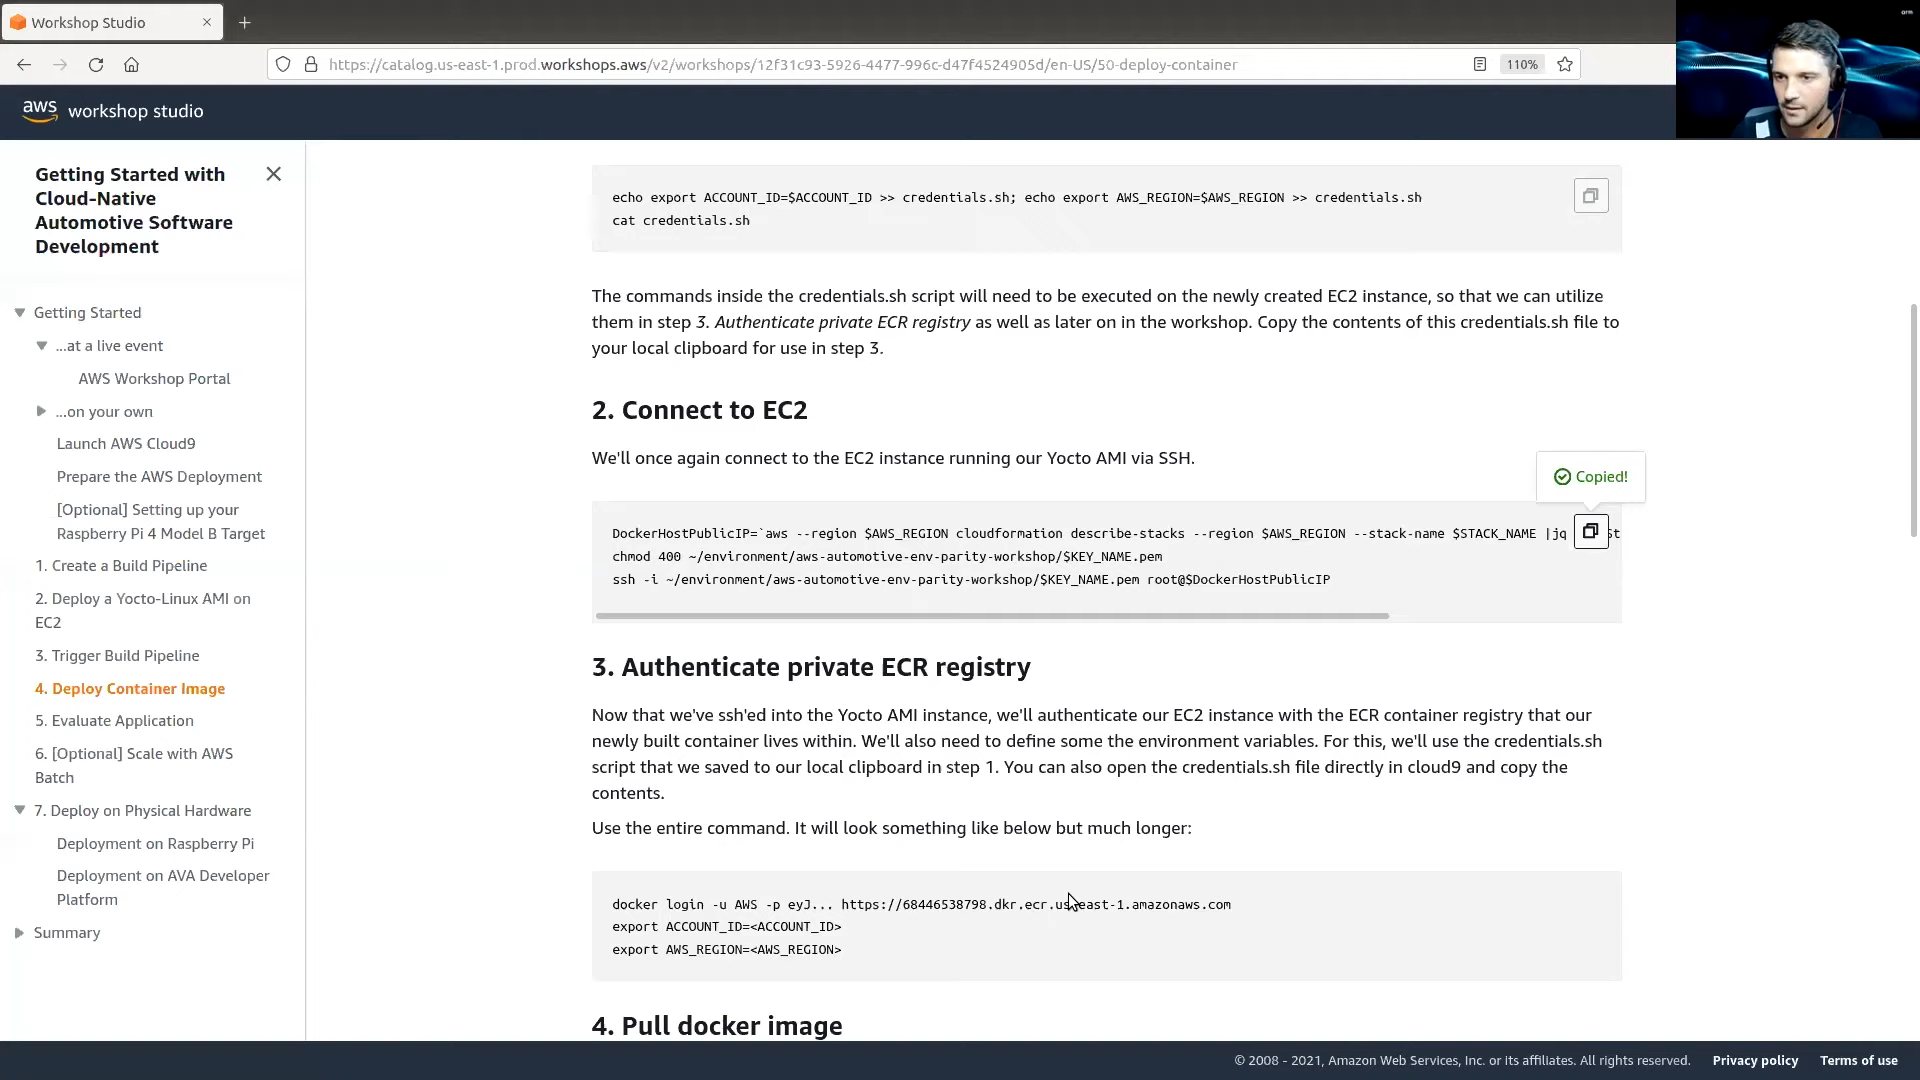 Workshop Studio
https://catalog.us-east-1.prod.workshops.aws/v2/workshops/12f31c93-5926-4477-996c-d47f4524905d/en-US/50-deploy-container
110%
arm
aws workshop studio
Getting Started with
Cloud-Native
Automotive Software
Development
Getting Started
...at a live event
AWS Workshop Portal
...on your own
Launch AWS Cloud9
Prepare the AWS Deployment
[Optional] Setting up your
Raspberry Pi 4 Model B Target
1. Create a Build Pipeline
2. Deploy a Yocto-Linux AMI on
EC2
3. Trigger Build Pipeline
4. Deploy Container Image
5. Evaluate Application
6. [Optional] Scale with AWS
Batch
7. Deploy on Physical Hardware
Deployment on Raspberry Pi
Deployment on AVA Developer
Platform
Summary
echo export ACCOUNT_ID=$ACCOUNT_ID >> credentials.sh; echo export AWS_REGION=$AWS_REGION >> credentials.sh
cat credentials.sh
The commands inside the credentials.sh script will need to be executed on the newly created EC2 instance, so that we can utilize
them in step 3. Authenticate private ECR registry as well as later on in the workshop. Copy the contents of this credentials.sh file to
your local clipboard for use in step 3.
2. Connect to EC2
We'll once again connect to the EC2 instance running our Yocto AMI via SSH.
Copied!
DockerHostPublicIP=`aws --region $AWS_REGION cloudformation describe-stacks --region $AWS_REGION --stack-name $STACK_NAME |jq
chmod 400 ~/environment/aws-automotive-env-parity-workshop/$KEY_NAME.pem
ssh -i ~/environment/aws-automotive-env-parity-workshop/$KEY_NAME.pem root@$DockerHostPublicIP
3. Authenticate private ECR registry
Now that we've ssh'ed into the Yocto AMI instance, we'll authenticate our EC2 instance with the ECR container registry that our
newly built container lives within. We'll also need to define some the environment variables. For this, we'll use the credentials.sh
script that we saved to our local clipboard in step 1. You can also open the credentials.sh file directly in cloud9 and copy the
contents.
Use the entire command. It will look something like below but much longer:
docker login -u AWS -p eyJ... https://68446538798.dkr.ecr.us-east-1.amazonaws.com
export ACCOUNT_ID=<ACCOUNT_ID>
export AWS_REGION=<AWS_REGION>
4. Pull docker image
© 2008 - 2021, Amazon Web Services, Inc. or its affiliates. All rights reserved. Privacy policy Terms of use